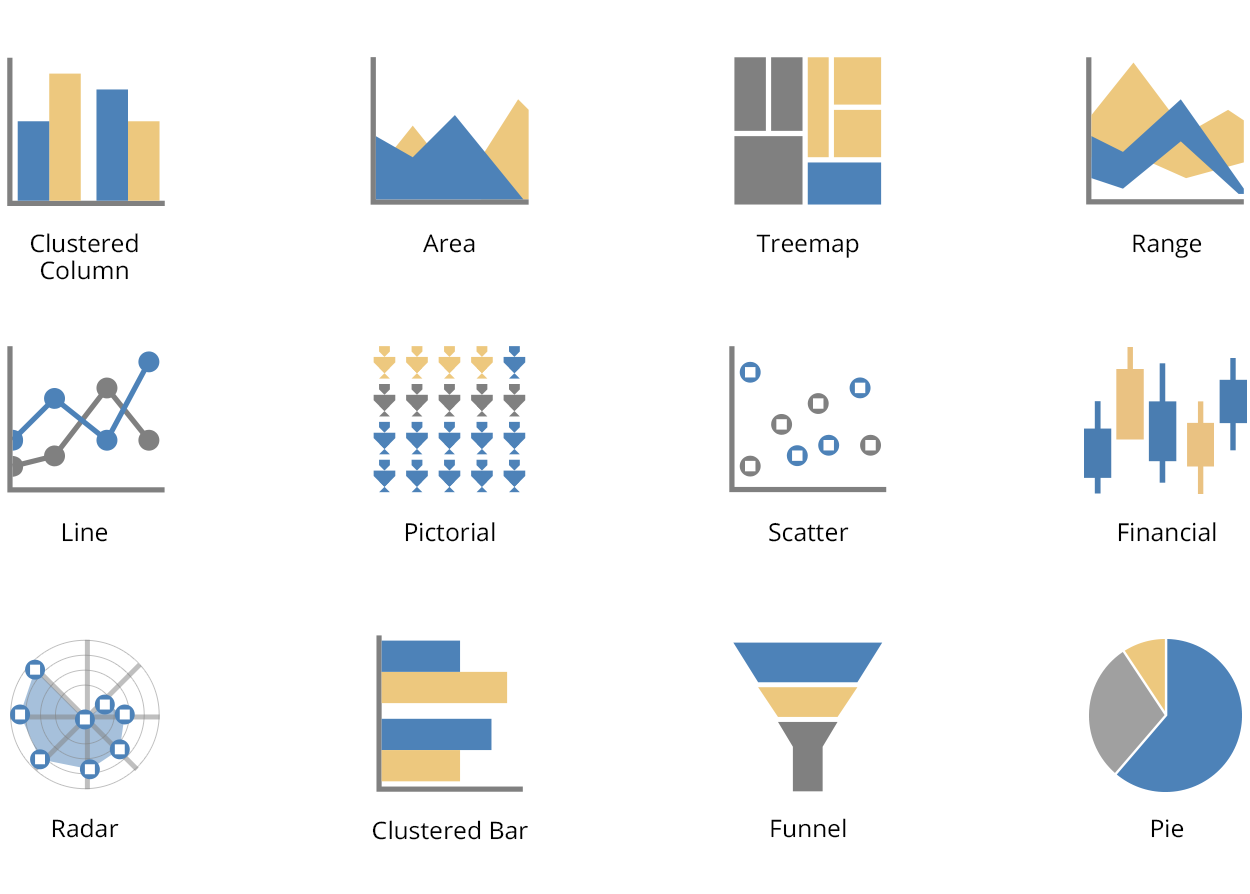 Clustered
Column
Area
Treemap
Range
Line
Pictorial
Scatter
Financial
Radar
Clustered Bar
Funnel
Pie